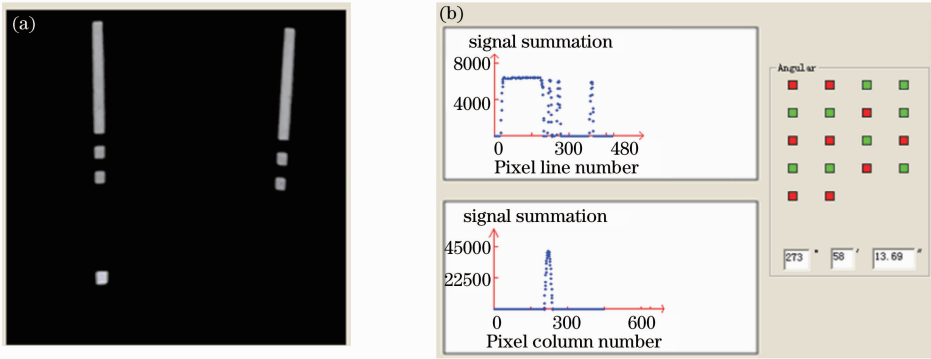 (a)
(b)
signal summation
8000
4000
0 300 480
Pixel line number
signal summation
45000
22500
0 300 600
Pixel column number
Angular
273 ° 58 ′ 13.69 ″